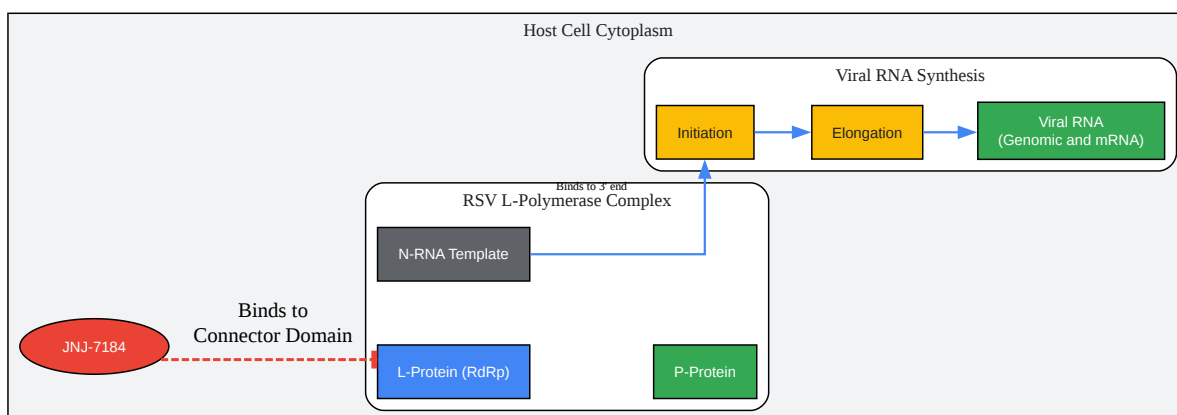 Host Cell Cytoplasm
Viral RNA Synthesis
Initiation
Elongation
Viral RNA
(Genomic and mRNA)
Binds to 3' end
RSV L-Polymerase Complex
N-RNA Template
Binds to
Connector Domain
JNJ-7184
L-Protein (RdRp)
P-Protein